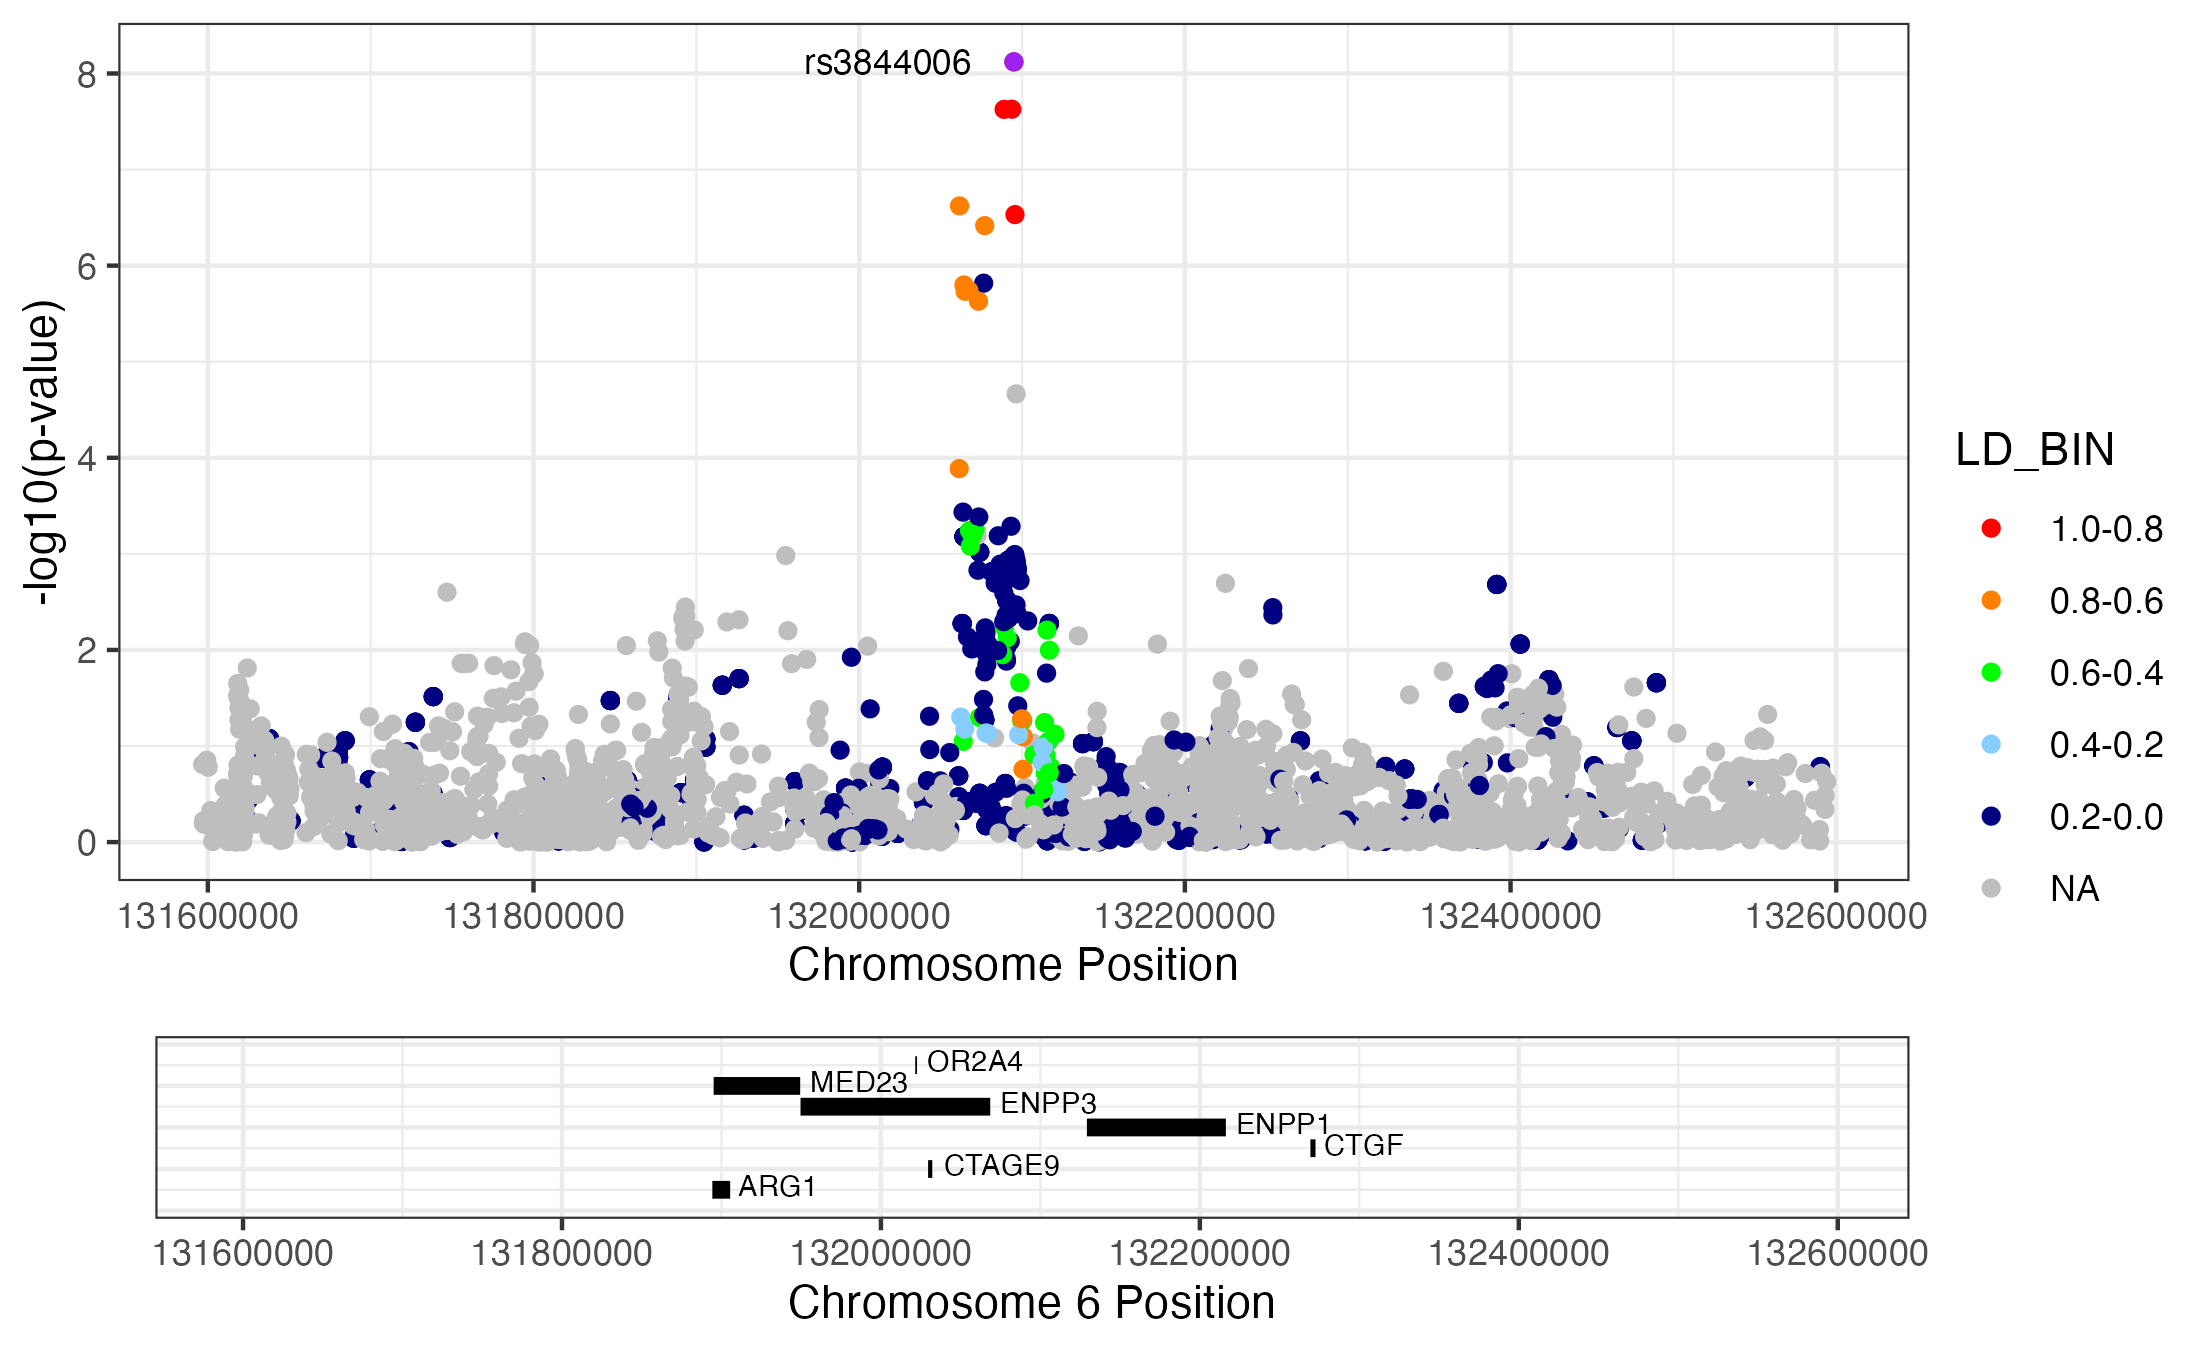 rs3844006
8
6
4
2
0
-log10(p-value)
131600000 131800000 132000000 132200000 132400000 132600000
Chromosome Position
LD_BIN
1.0-0.8
0.8-0.6
0.6-0.4
0.4-0.2
0.2-0.0
NA
OR2A4
MED23
ENPP3
ENPP1
CTGF
CTAGE9
ARG1
131600000 131800000 132000000 132200000 132400000 132600000
Chromosome 6 Position